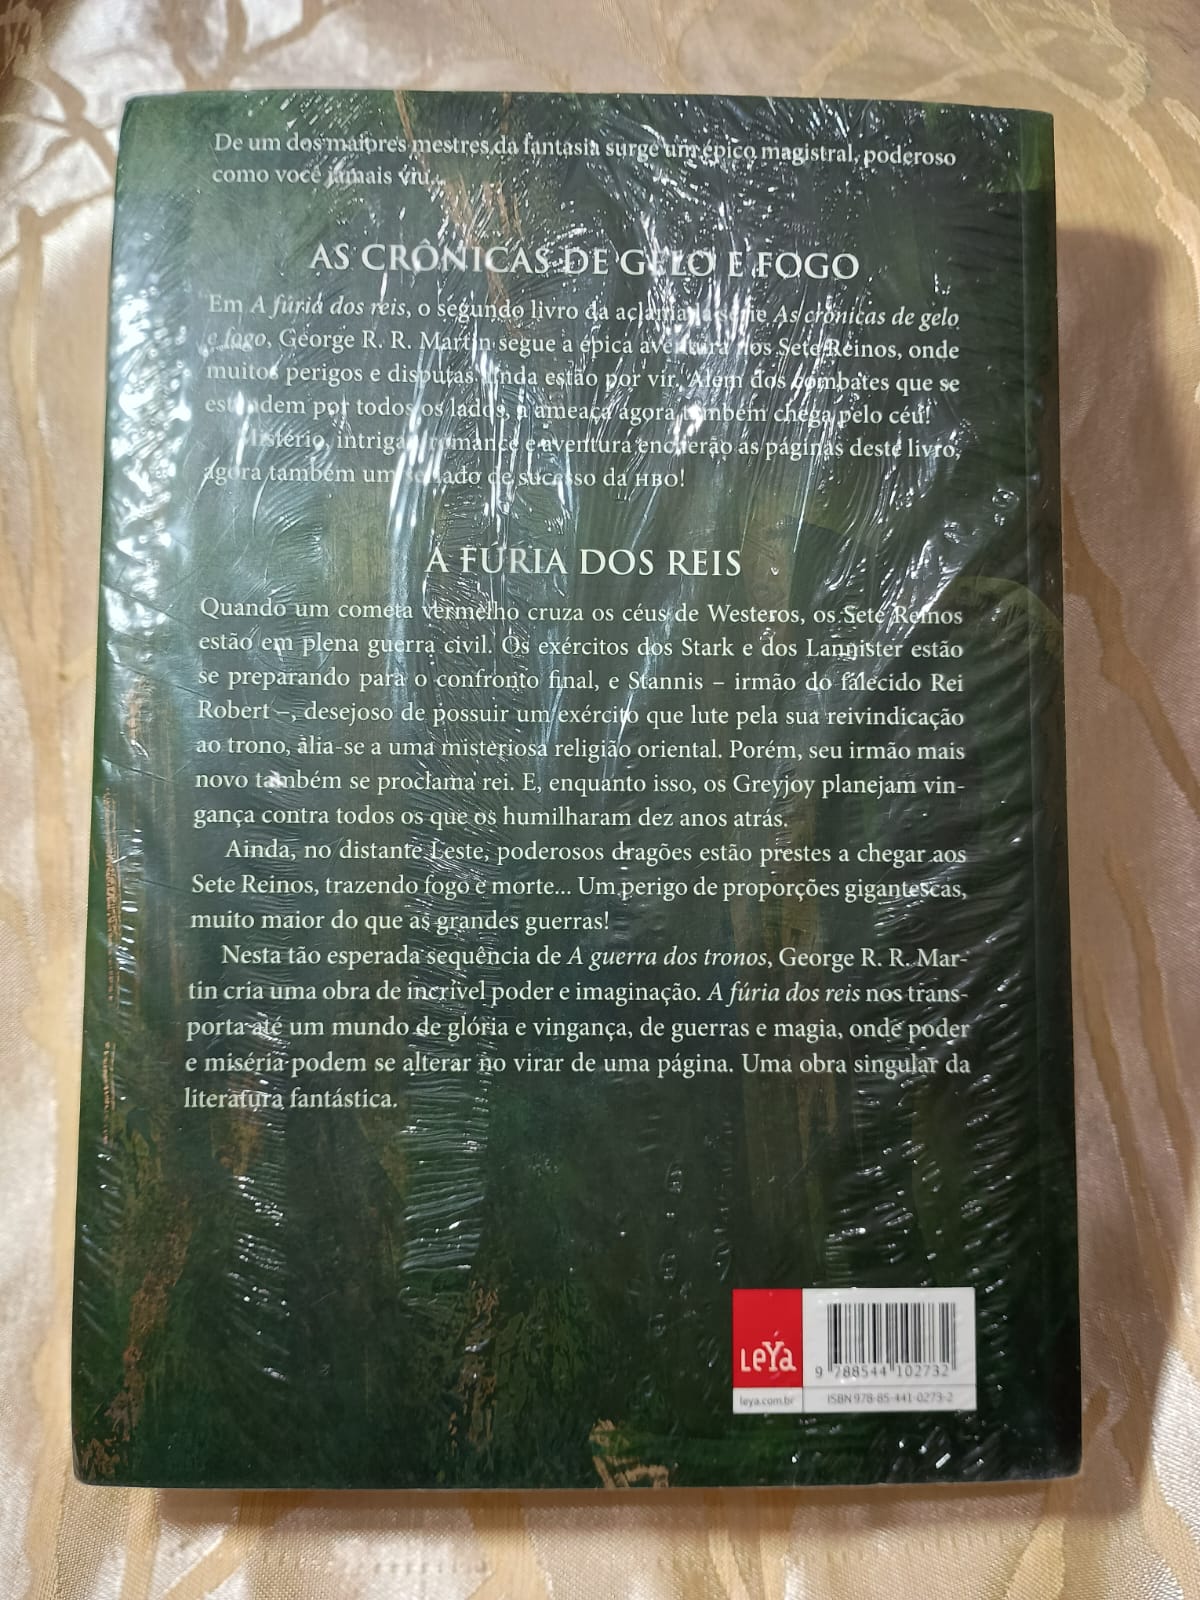 De um dos maiores mestres da fantasia surge um épico magistral, poderoso
como você jamais viu.
AS CRÔNICAS DE GELO E FOGO
Em A fúria dos reis, o segundo livro da aclamada série As crônicas de gelo
e fogo, George R. R. Martin segue a épica aventura nos Sete Reinos, onde
muitos perigos e disputas ainda estão por vir. Além dos combates que se
estendem por todos os lados, a ameaça agora também chega pelo céu!
Mistério, intrigas, romance e aventura encherão as páginas deste livro,
agora também um seriado de sucesso da HBO!
A FÚRIA DOS REIS
Quando um cometa vermelho cruza os céus de Westeros, os Sete Reinos
estão em plena guerra civil. Os exércitos dos Stark e dos Lannister estão
se preparando para o confronto final, e Stannis – irmão do falecido Rei
Robert –, desejoso de possuir um exército que lute pela sua reivindicação
ao trono, alia-se a uma misteriosa religião oriental. Porém, seu irmão mais
novo também se proclama rei. E, enquanto isso, os Greyjoy planejam vin-
gança contra todos os que os humilharam dez anos atrás.
Ainda, no distante Leste, poderosos dragões estão prestes a chegar aos
Sete Reinos, trazendo fogo e morte... Um perigo de proporções gigantescas,
muito maior do que as grandes guerras!
Nesta tão esperada sequência de A guerra dos tronos, George R. R. Mar-
tin cria uma obra de incrível poder e imaginação. A fúria dos reis nos trans-
porta até um mundo de glória e vingança, de guerras e magia, onde poder
e miséria podem se alterar no virar de uma página. Uma obra singular da
literatura fantástica.
LeYa
leya.com.br
9 788544 102732
ISBN 978-85-441-0273-2